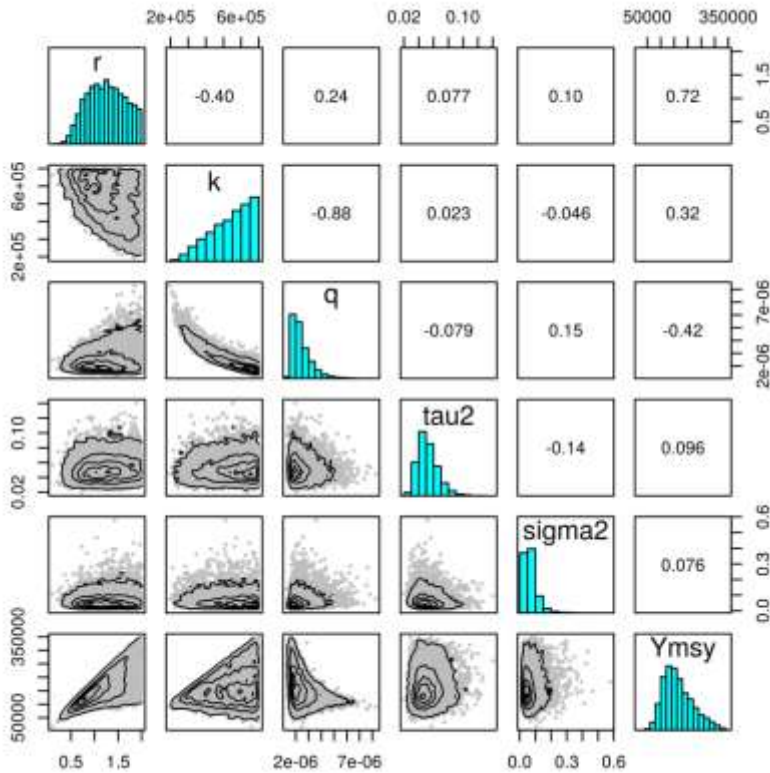 2e+05 6e+05 0.02 0.10 50000 350000
r -0.40 0.24 0.077 0.10 0.72 0.5 1.5
2e+05 6e+05 k -0.88 0.023 -0.046 0.32
q -0.079 0.15 -0.42 2e-06 7e-06
0.02 0.10 tau2 -0.14 0.096
sigma2 0.076 0.0 0.3 0.6
50000 350000 Ymsy
0.5 1.5 2e-06 7e-06 0.0 0.3 0.6